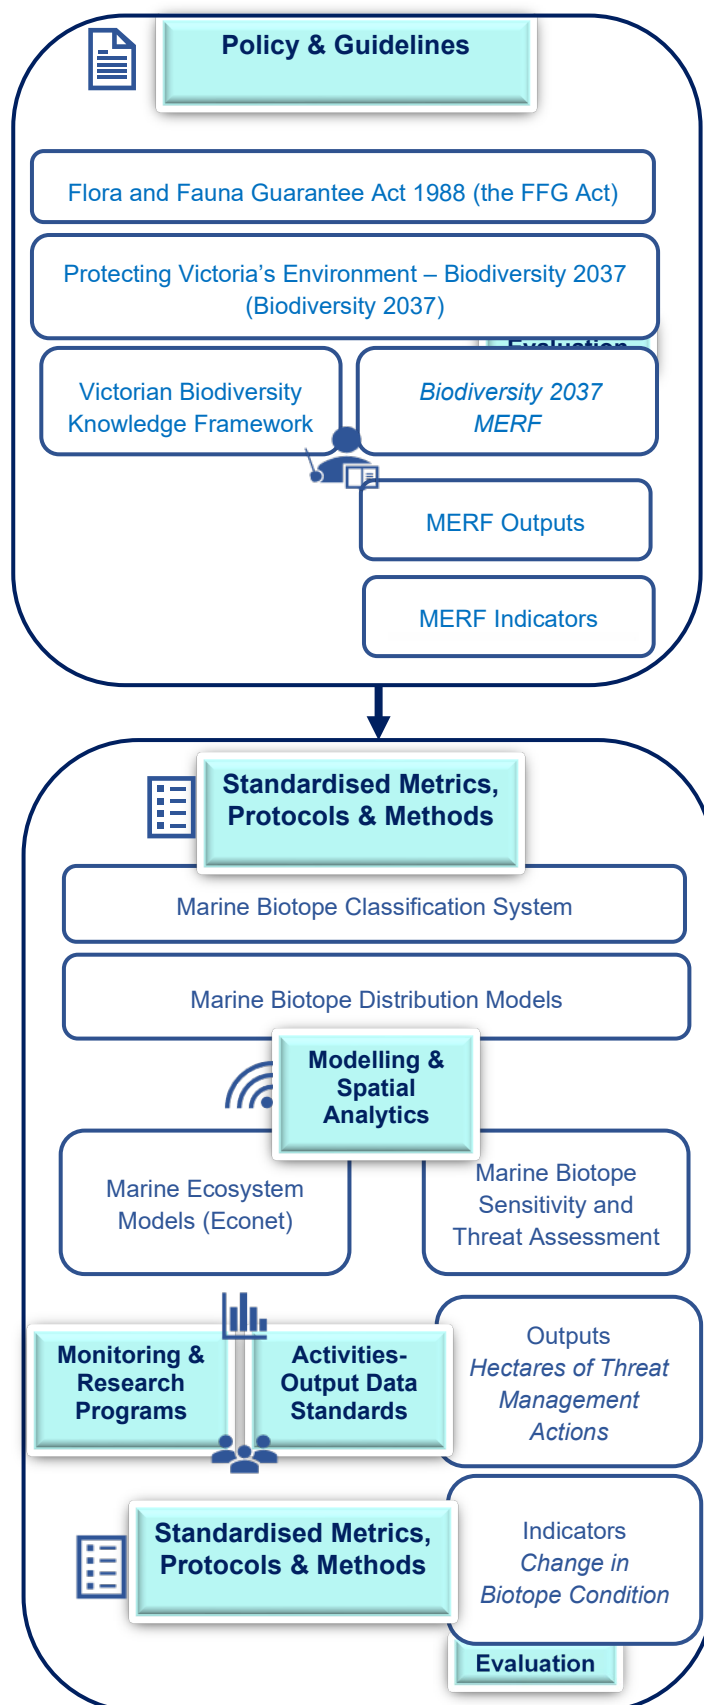 Policy & Guidelines
Flora and Fauna Guarantee Act 1988 (the FFG Act)
Protecting Victoria's Environment – Biodiversity 2037
(Biodiversity 2037)
Evaluation
Victorian Biodiversity
Knowledge Framework
Biodiversity 2037
MERF
MERF Outputs
MERF Indicators
Standardised Metrics,
Protocols & Methods
Marine Biotope Classification System
Marine Biotope Distribution Models
Modelling &
Spatial
Analytics
Marine Ecosystem
Models (Econet)
Marine Biotope
Sensitivity and
Threat Assessment
Monitoring &
Research
Programs
Activities-
Output Data
Standards
Outputs
Hectares of Threat
Management
Actions
Standardised Metrics,
Protocols & Methods
Indicators
Change in
Biotope Condition
Evaluation